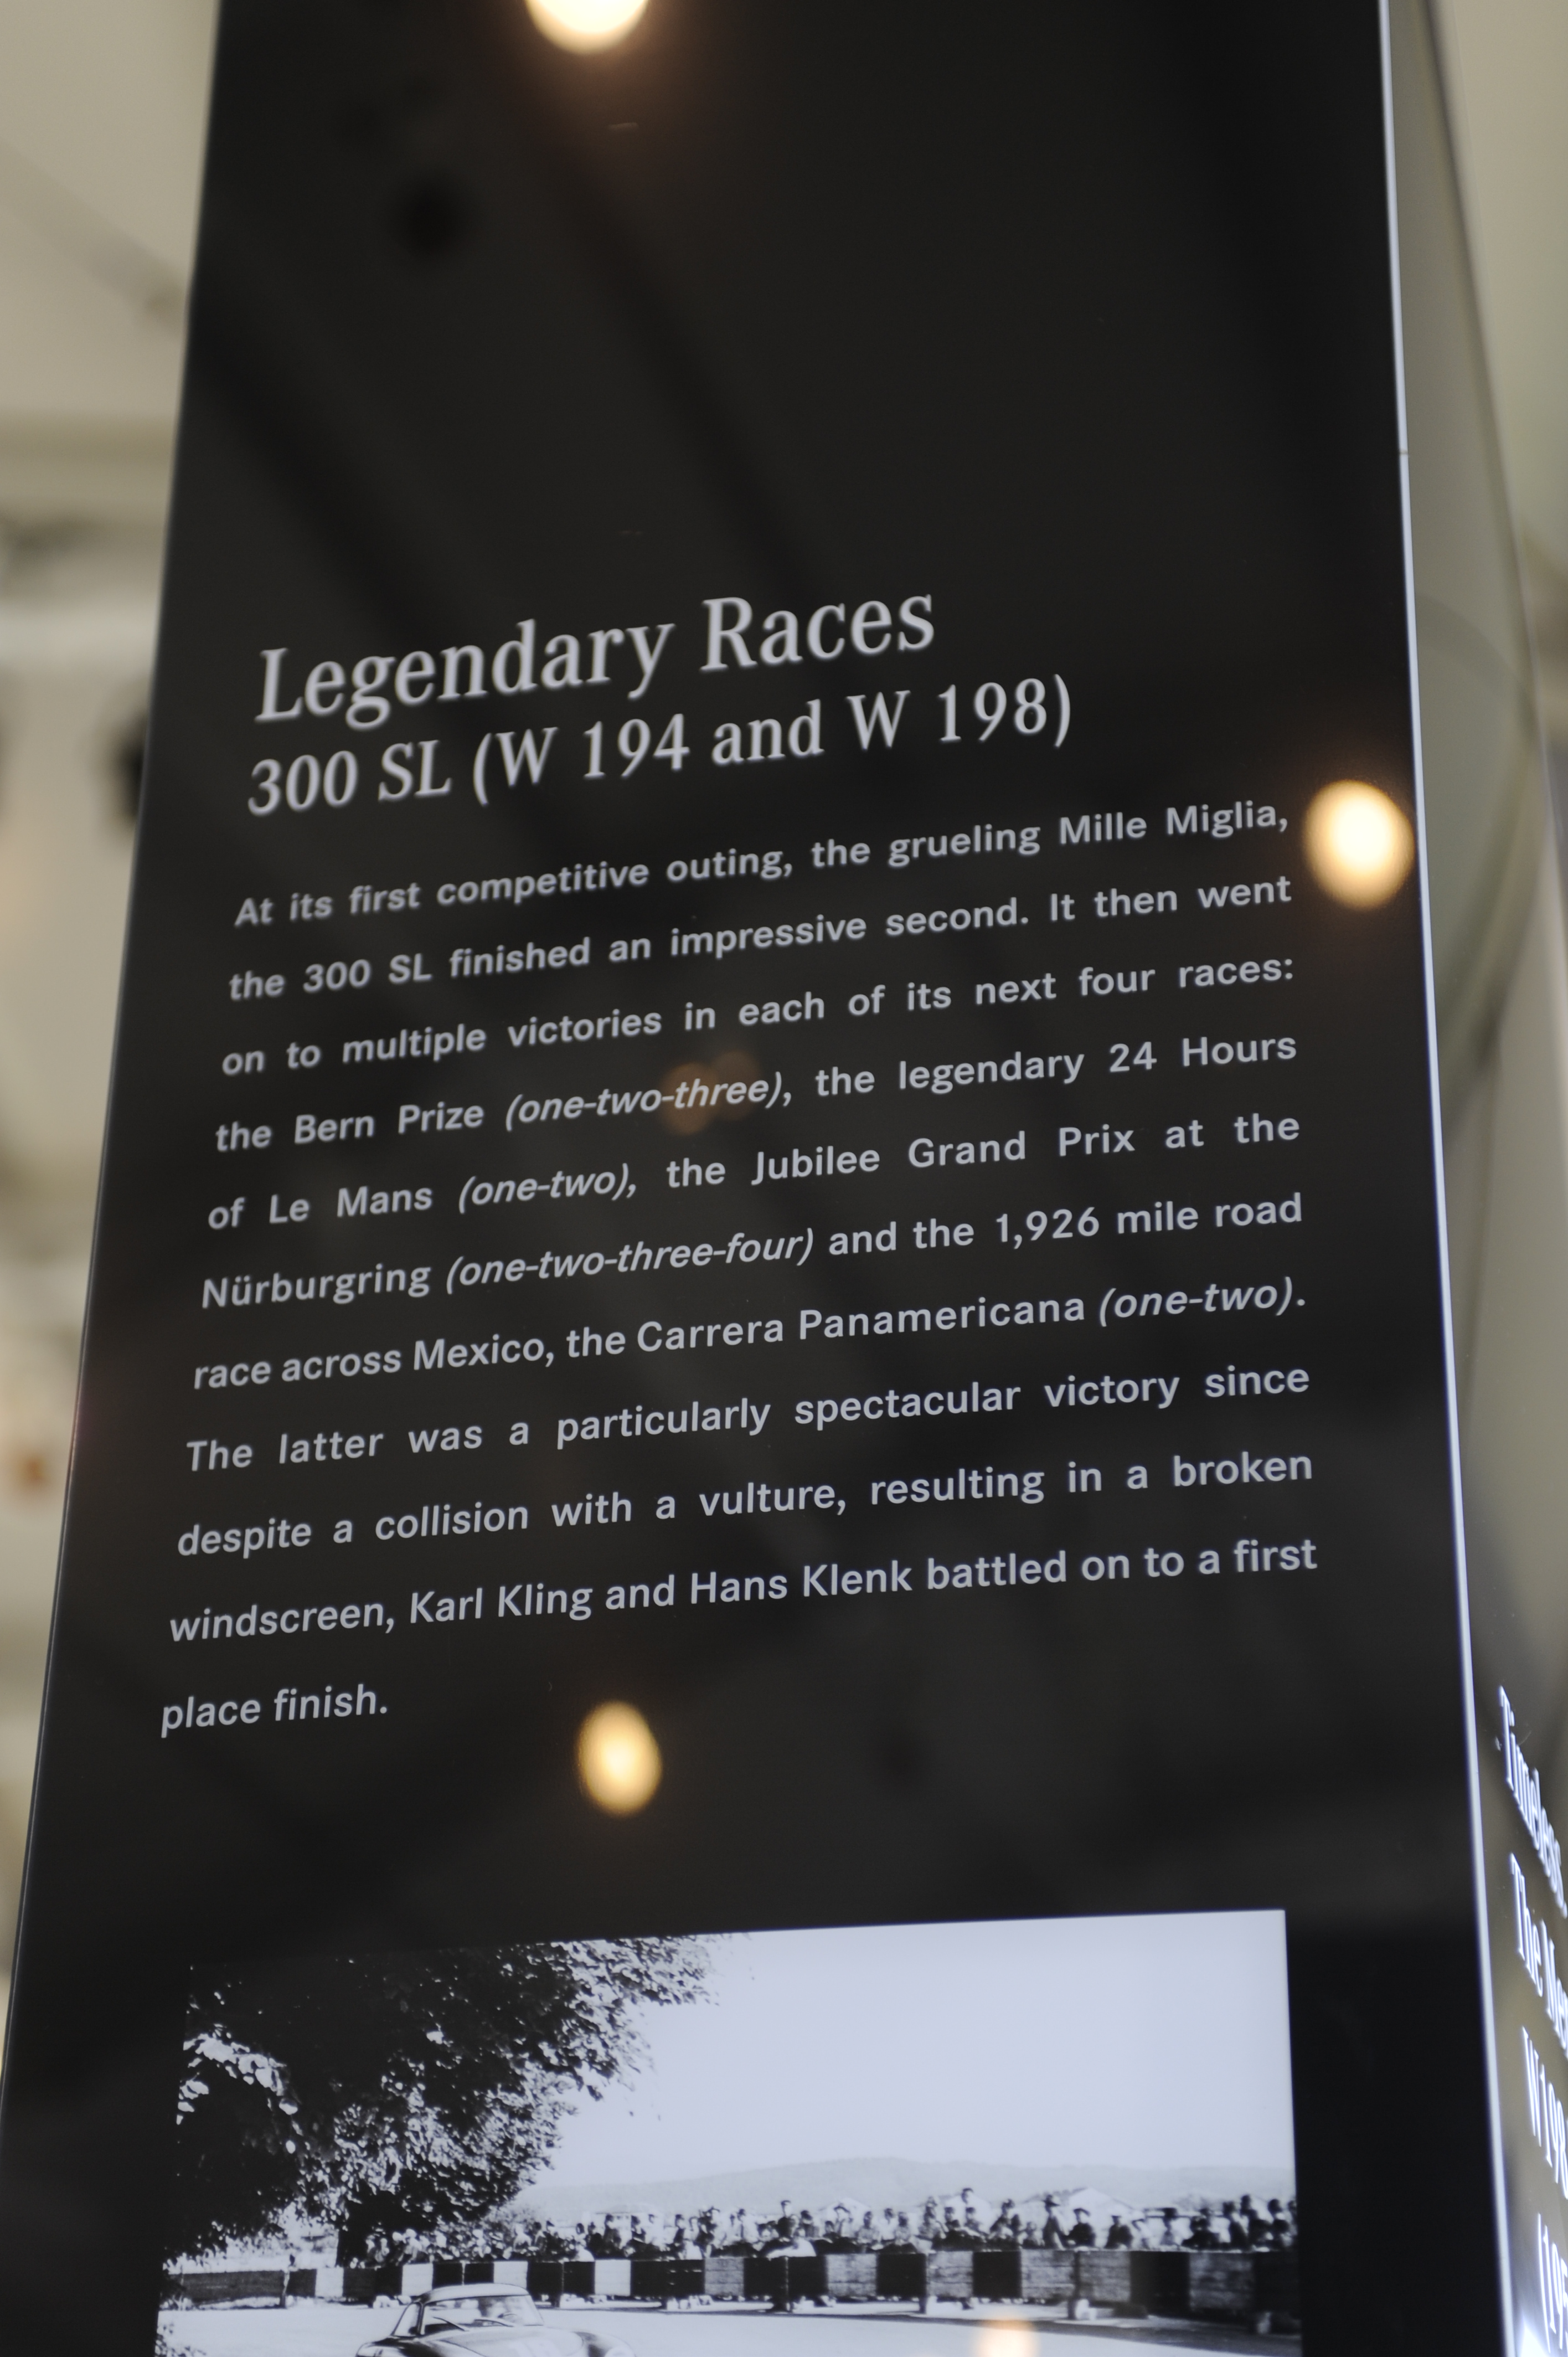 Legendary Races
300 SL (W 194 and W 198)
At its first competitive outing, the grueling Mille Miglia,
the 300 SL finished an impressive second. It then went
on to multiple victories in each of its next four races:
the Bern Prize (one-two-three), the legendary 24 Hours
of Le Mans (one-two), the Jubilee Grand Prix at the
Nürburgring (one-two-three-four) and the 1,926 mile road
race across Mexico, the Carrera Panamericana (one-two).
The latter was a particularly spectacular victory since
despite a collision with a vulture, resulting in a broken
windscreen, Karl Kling and Hans Klenk battled on to a first
place finish.
Timeless
The